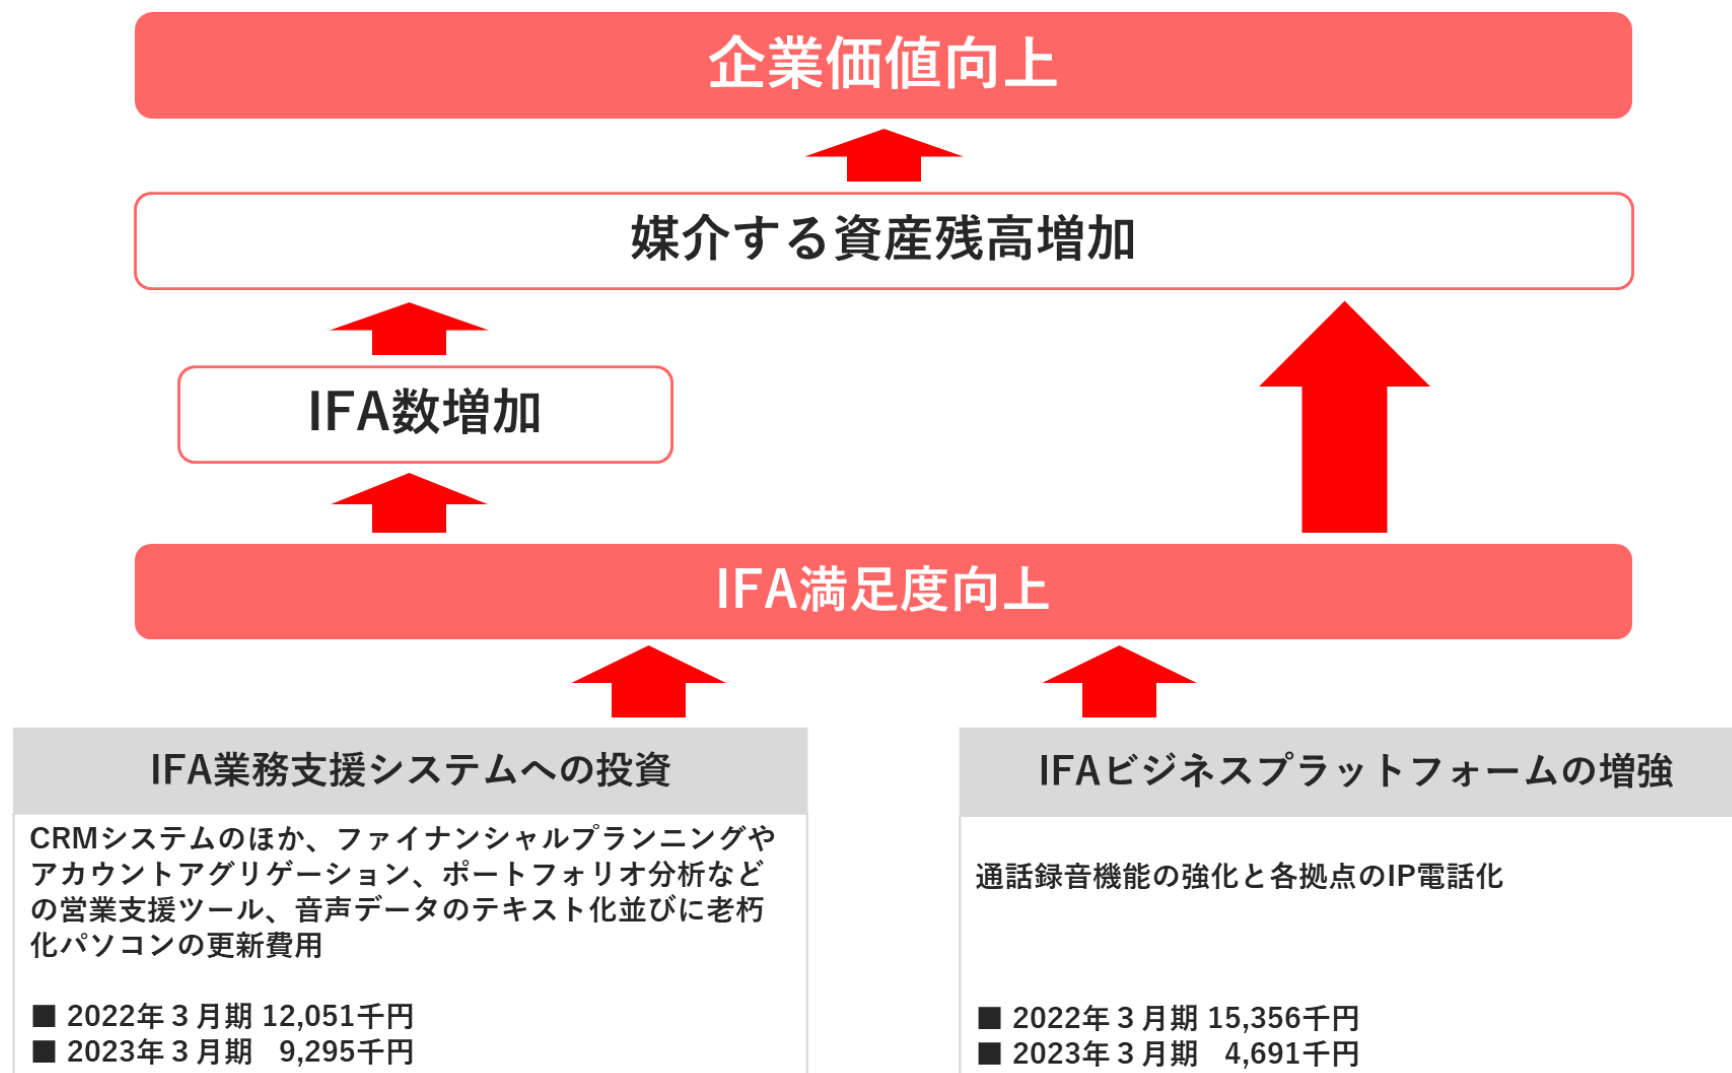 企業価値向上
媒介する資産残高増加
IFA数増加
IFA満足度向上
IFA業務支援システムへの投資
CRMシステムのほか、ファイナンシャルプランニングや
アカウントアグリゲーション、ポートフォリオ分析など
の営業支援ツール、音声データのテキスト化並びに老朽
化パソコンの更新費用
■ 2022年３月期 12,051千円
■ 2023年３月期 9,295千円
IFAビジネスプラットフォームの増強
通話録音機能の強化と各拠点のIP電話化
■ 2022年３月期 15,356千円
■ 2023年３月期 4,691千円